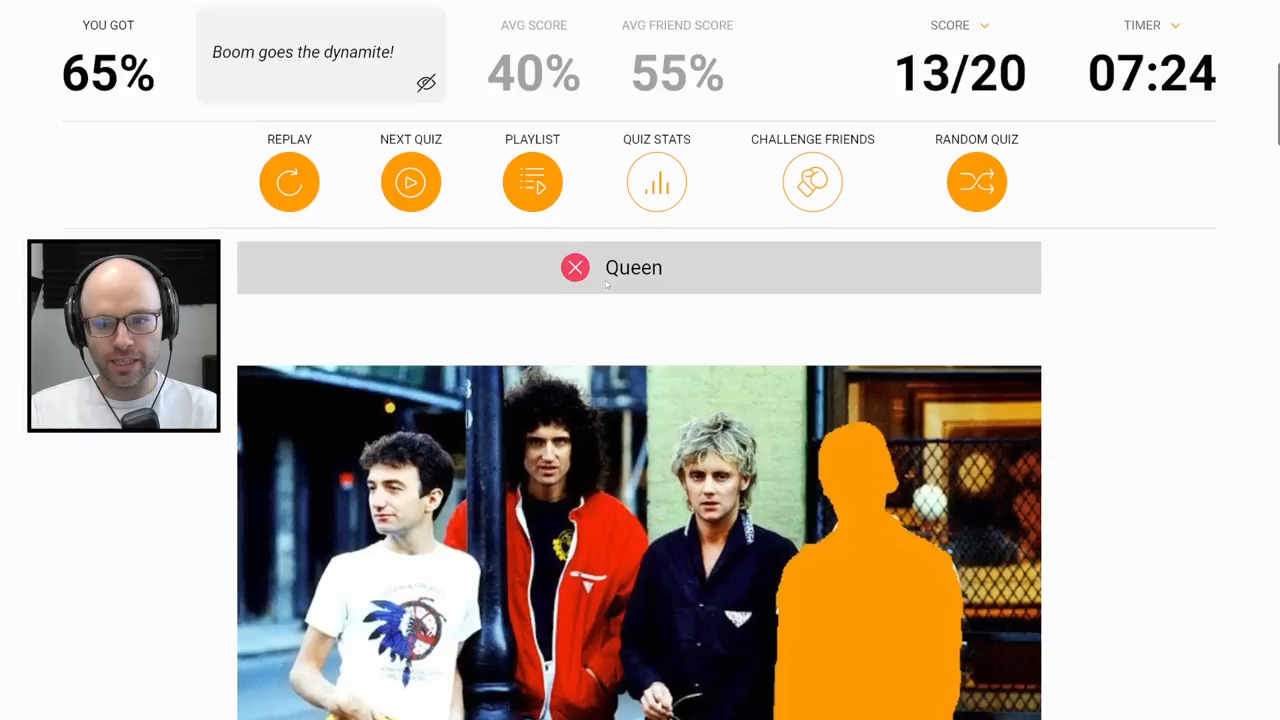 YOU GOT
65%
Boom goes the dynamite!
AVG SCORE
40%
AVG FRIEND SCORE
55%
SCORE
13/20
TIMER
07:24
REPLAY
NEXT QUIZ
PLAYLIST
QUIZ STATS
CHALLENGE FRIENDS
RANDOM QUIZ
Queen